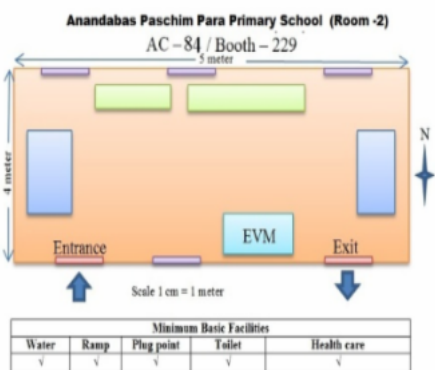 Anandabas Paschim Para Primary School (Room -2)
AC – 84 / Booth – 229
5 meter
4 meter
N
EVM
Entrance
Exit
Scale 1 cm = 1 meter
Minimum Basic Facilities
Water Ramp Plug point Toilet Health care
√ √ √ √ √